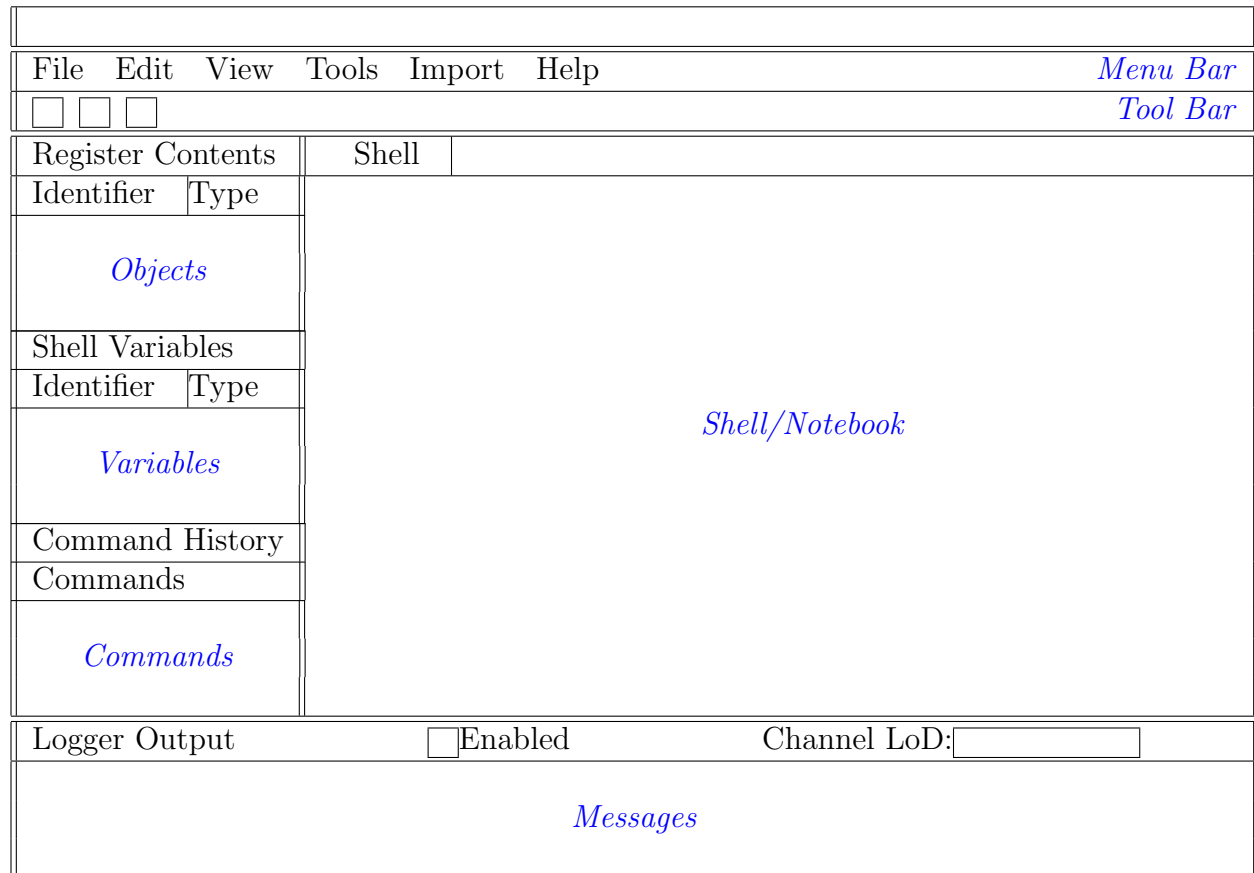 File Edit View Tools Import Help Menu Bar
Tool Bar
Register Contents Shell
Identifier Type
Objects
Shell Variables
Identifier Type
Shell/Notebook
Variables
Command History
Commands
Commands
Logger Output Enabled Channel LoD:
Messages